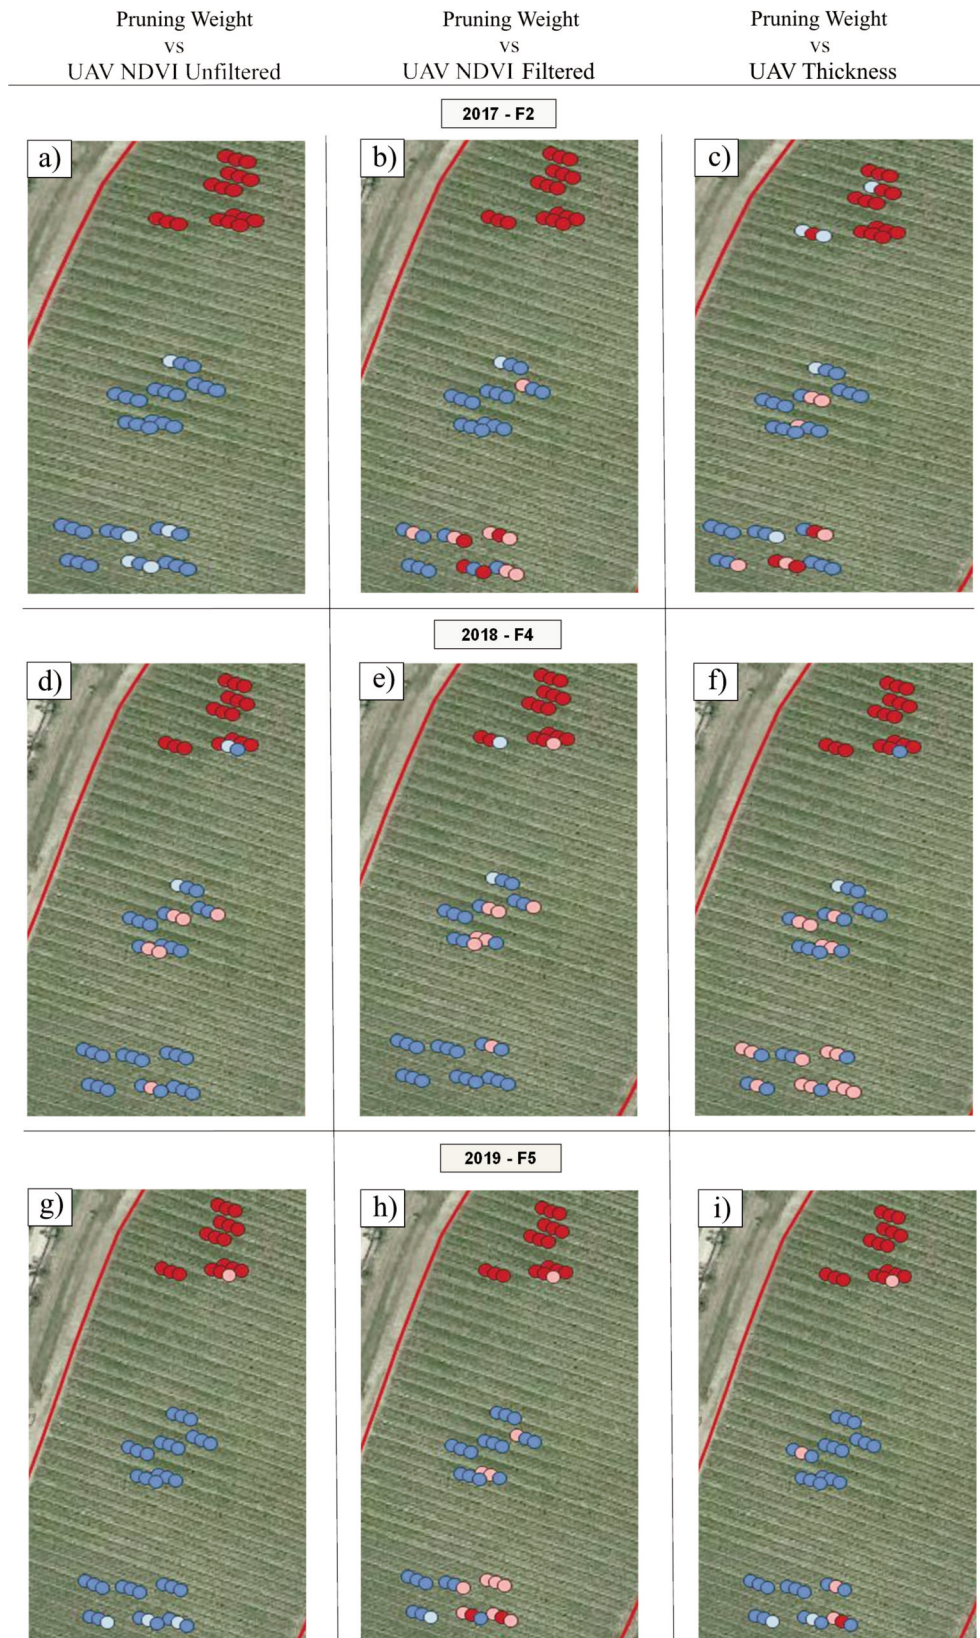 Pruning Weight
vs
UAV NDVI Unfiltered
Pruning Weight
vs
UAV NDVI Filtered
Pruning Weight
vs
UAV Thickness
2017 - F2
a)
b)
c)
2018 - F4
d)
e)
f)
2019 - F5
g)
h)
i)